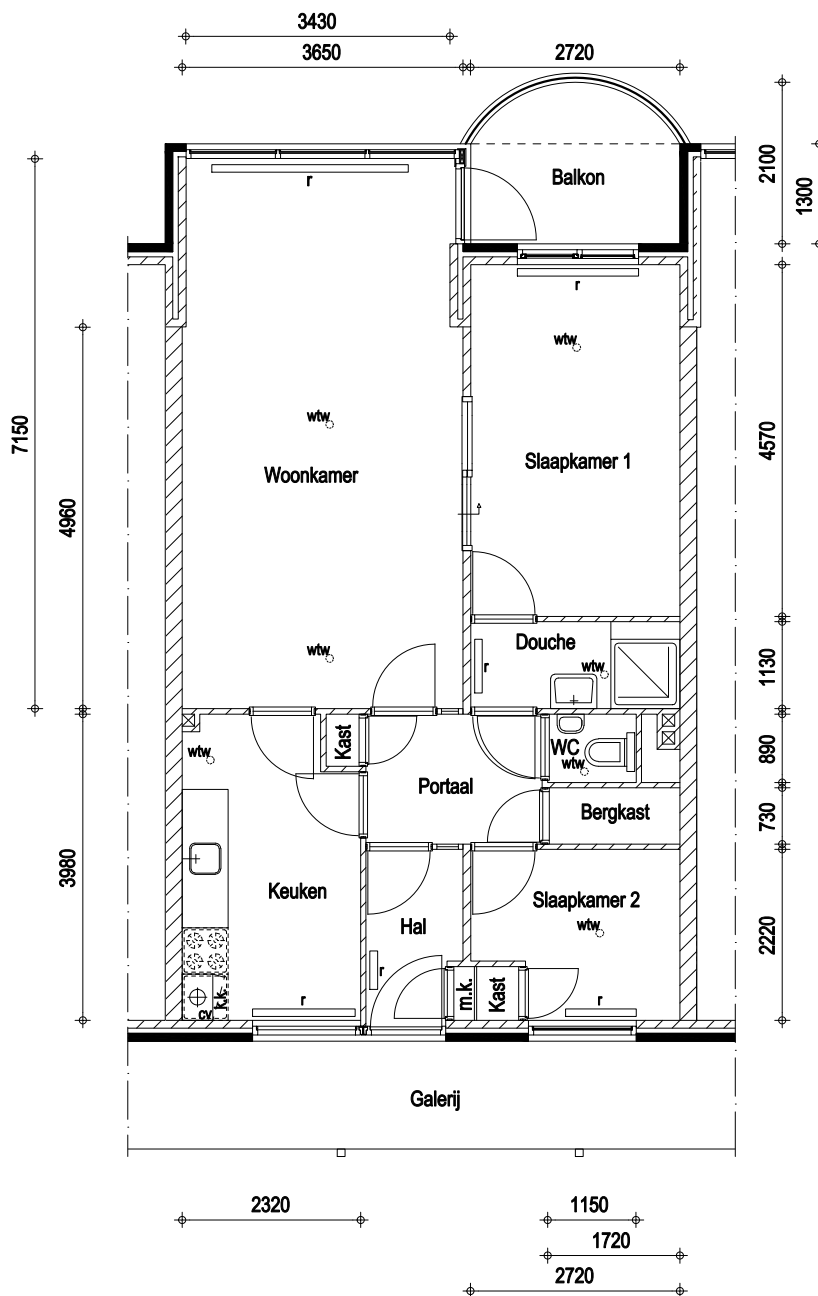 3430
3650
2720
2100
1300
Balkon
r
r
wtw
7150
wtw
4570
Woonkamer
Slaapkamer 1
4960
Douche
wtw
r
wtw
1130
Kast
WC
wtw
wtw
890
Portaal
Bergkast
730
3980
Keuken
Slaapkamer 2
Hal
wtw
2220
r
m.k.
Kast
k.k.
cv
r
r
Galerij
2320
1150
1720
2720